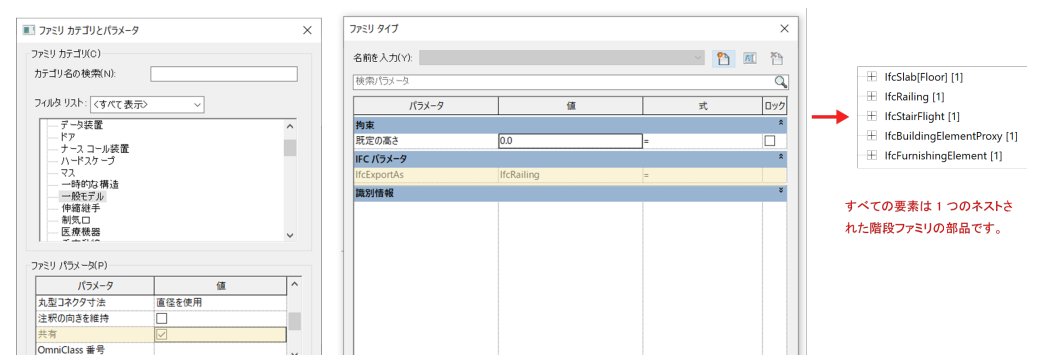 ファミリ カテゴリとパラメータ
ファミリ カテゴリ(C)
カテゴリ名の検索(N):
フィルタ リスト: <すべて表示>
データ装置
ドア
ナース コール装置
ハードスケープ
マス
一時的な構造
一般モデル
伸縮継手
制気口
医療機器
ファミリ パラメータ(P)
パラメータ 値
丸型コネクタ寸法 直径を使用
注釈の向きを維持
共有
OmniClass 番号
ファミリ タイプ
名前を入力(Y):
検索パラメータ
パラメータ 値 式 ロック
拘束
既定の高さ 0.0 =
IFC パラメータ
IfcExportAs IfcRailing =
識別情報
IfcSlab[Floor] [1]
IfcRailing [1]
IfcStairFlight [1]
IfcBuildingElementProxy [1]
IfcFurnishingElement [1]
すべての要素は 1 つのネストさ
れた階段ファミリの部品です。